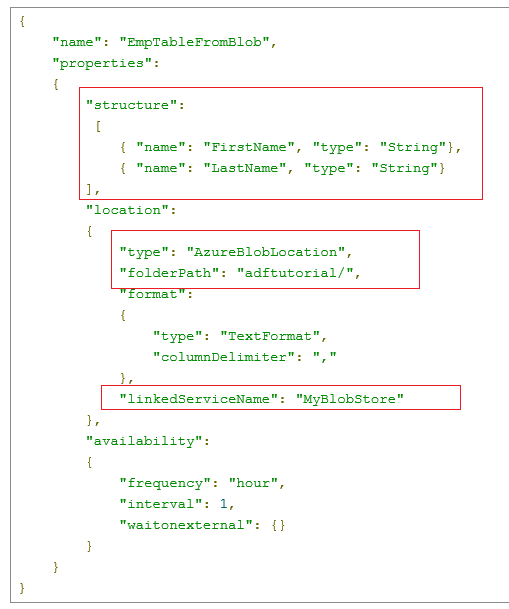 {
    "name": "EmpTableFromBlob",
    "properties":
    {
        "structure":
         [
            { "name": "FirstName", "type": "String"},
            { "name": "LastName", "type": "String"}
        ],
        "location":
        {
            "type": "AzureBlobLocation",
            "folderPath": "adftutorial/",
            "format":
            {
                "type": "TextFormat",
                "columnDelimiter": ","
            },
            "linkedServiceName": "MyBlobStore"
        },
        "availability":
        {
            "frequency": "hour",
            "interval": 1,
            "waitonexternal": {}
        }
    }
}